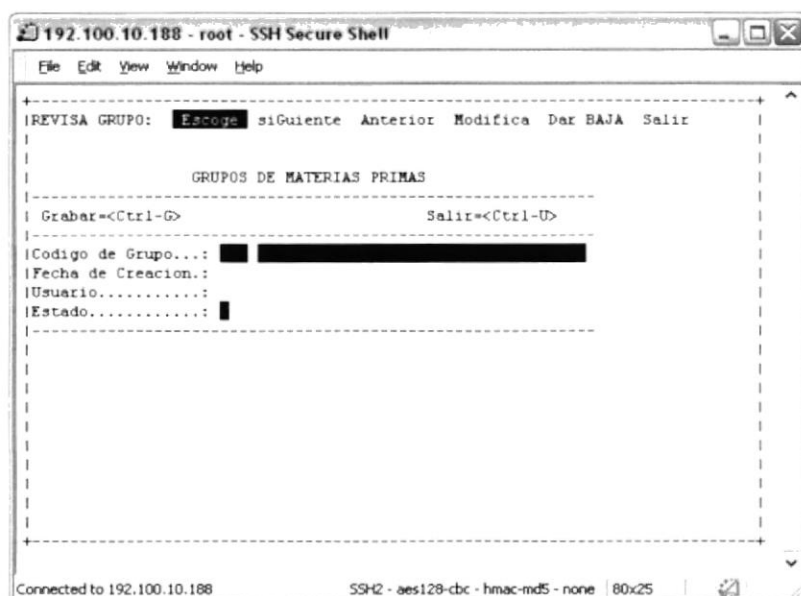 192.100.10.188 - root - SSH Secure Shell
File Edit View Window Help
REVISA GRUPO: Escoge siGuiente Anterior Modifica Dar BAJA Salir
GRUPOS DE MATERIAS PRIMAS
Grabar=<Ctrl-G> Salir=<Ctrl-U>
Codigo de Grupo...:
Fecha de Creacion.:
Usuario...........:
Estado............:
Connected to 192.100.10.188 SSH2 - aes128-cbc - hmac-md5 - none 80x25